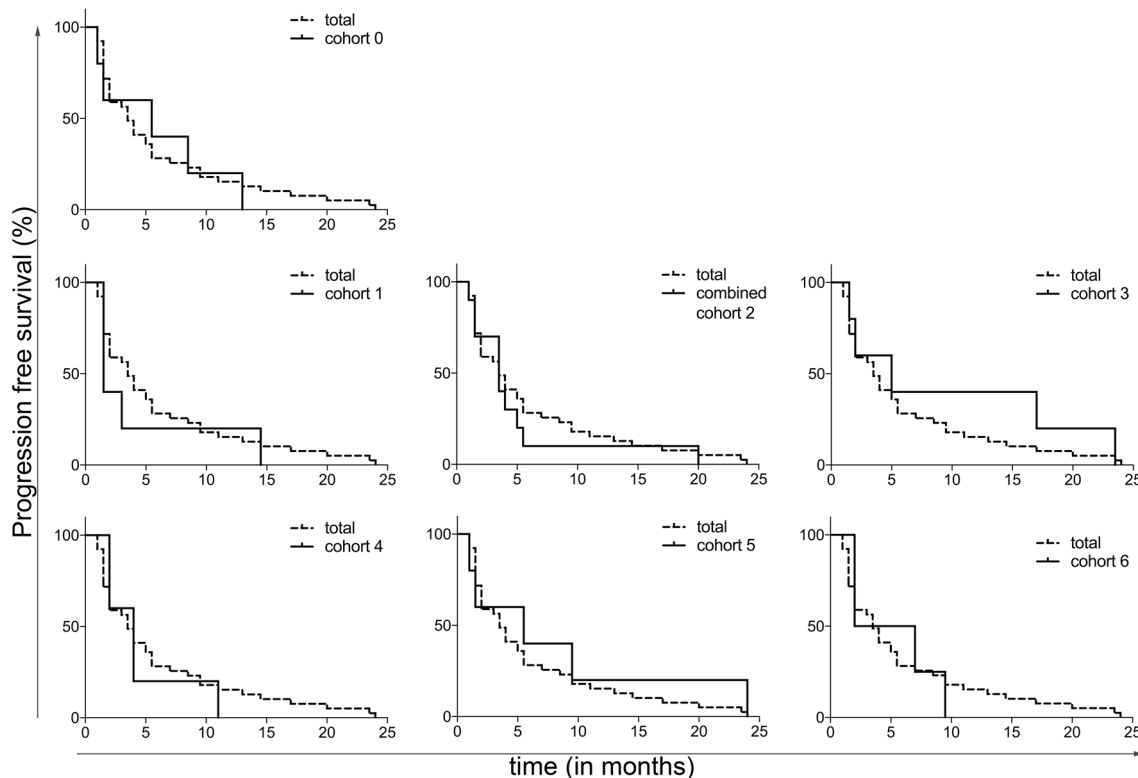 total
cohort 0
100
50
0
0 5 10 15 20 25
total
cohort 1
100
50
0
0 5 10 15 20 25
total
combined
cohort 2
100
50
0
0 5 10 15 20 25
total
cohort 3
100
50
0
0 5 10 15 20 25
total
cohort 4
100
50
0
0 5 10 15 20 25
total
cohort 5
100
50
0
0 5 10 15 20 25
total
cohort 6
100
50
0
0 5 10 15 20 25
Progression free survival (%)
time (in months)